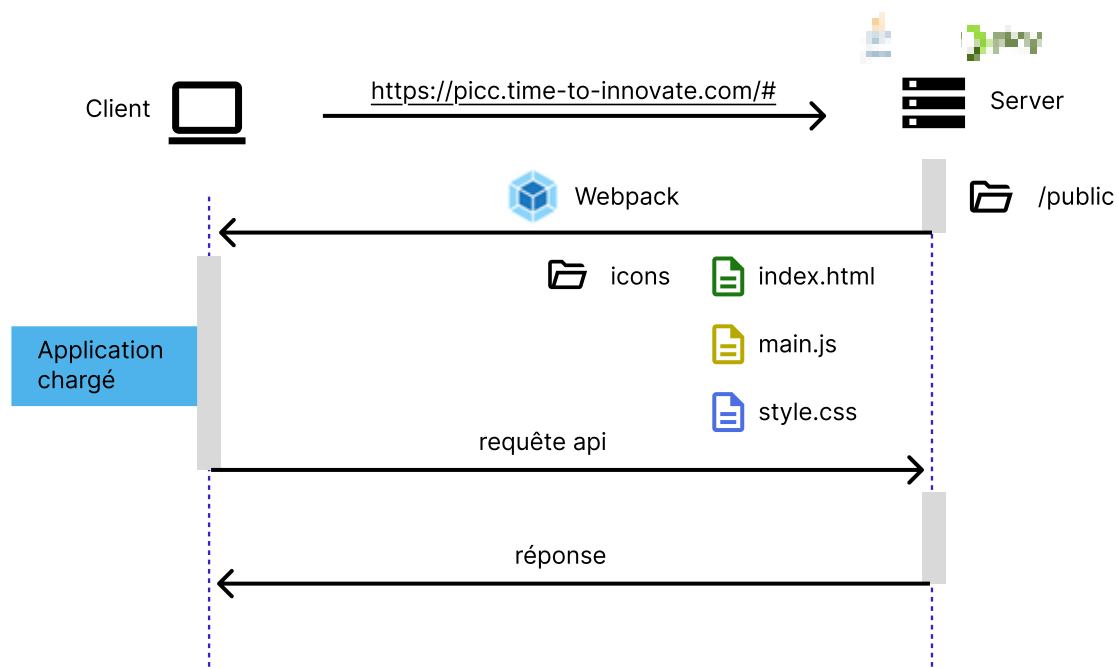 Client
https://picc.time-to-innovate.com/#
Server
Webpack
/public
icons
index.html
Application
chargé
main.js
style.css
requête api
réponse